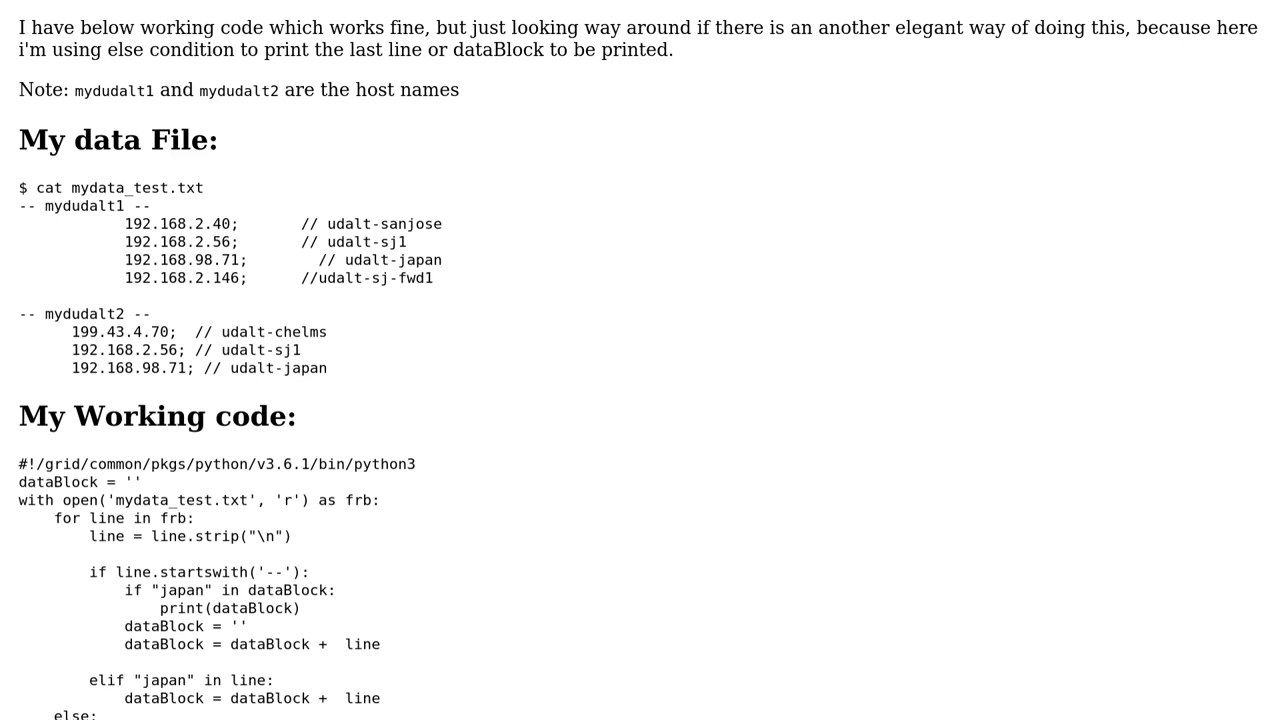 I have below working code which works fine, but just looking way around if there is an another elegant way of doing this, because here
i'm using else condition to print the last line or dataBlock to be printed.
Note: mydudalt1 and mydudalt2 are the host names
My data File:
$ cat mydata_test.txt
-- mydudalt1 --
            192.168.2.40;       // udalt-sanjose
            192.168.2.56;       // udalt-sj1
            192.168.98.71;        // udalt-japan
            192.168.2.146;      //udalt-sj-fwd1

-- mydudalt2 --
      199.43.4.70;  // udalt-chelms
      192.168.2.56; // udalt-sj1
      192.168.98.71; // udalt-japan
My Working code:
#!/grid/common/pkgs/python/v3.6.1/bin/python3
dataBlock = ''
with open('mydata_test.txt', 'r') as frb:
    for line in frb:
        line = line.strip("\n")

        if line.startswith('--'):
            if "japan" in dataBlock:
                print(dataBlock)
            dataBlock = ''
            dataBlock = dataBlock +  line

        elif "japan" in line:
            dataBlock = dataBlock +  line
    else: